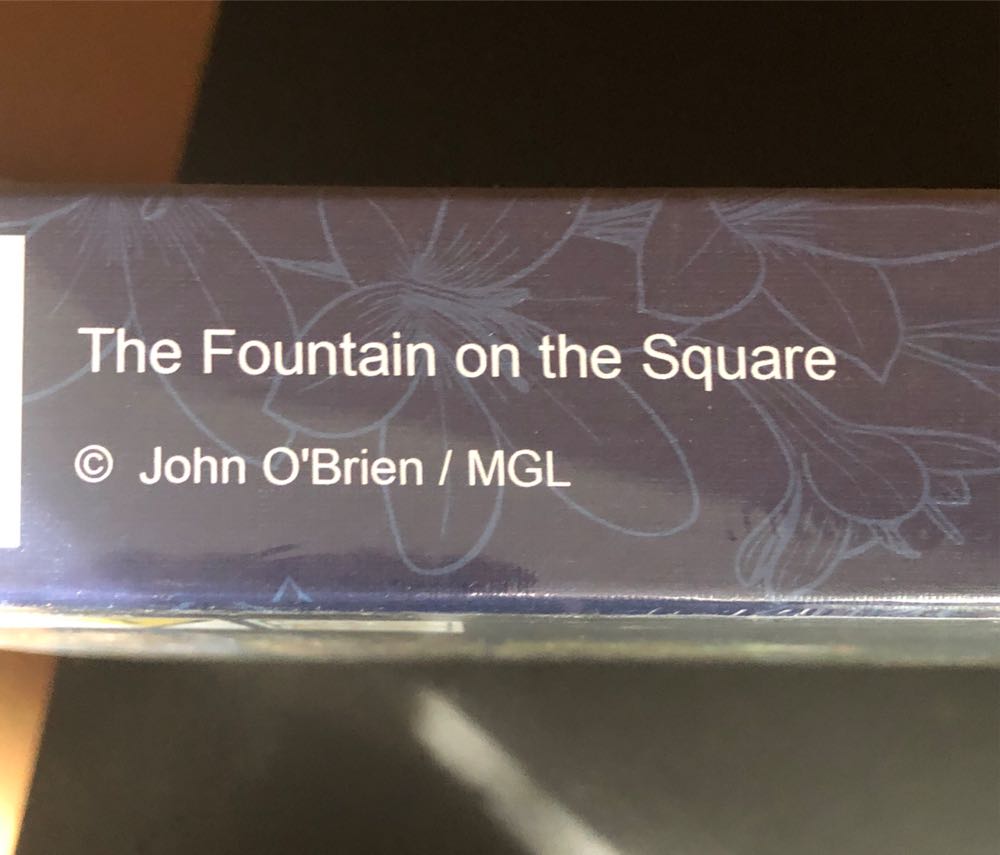 The Fountain on the Square
© John O'Brien / MGL